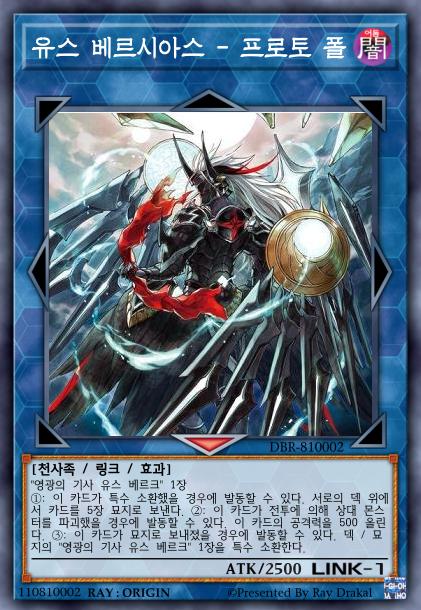 유스 베르시아스 - 프로토 폴
어둠
闇
DBR-810002
[천사족 / 링크 / 효과]
"영광의 기사 유스 베르크" 1장
①: 이 카드가 특수 소환했을 경우에 발동할 수 있다. 서로의 덱 위에
서 카드를 5장 묘지로 보낸다. ②: 이 카드가 전투에 의해 상대 몬스
터를 파괴했을 경우에 발동할 수 있다. 이 카드의 공격력을 500 올린
다. ③: 이 카드가 묘지로 보내졌을 경우에 발동할 수 있다. 덱 / 묘
지의 "영광의 기사 유스 베르크" 1장을 특수 소환한다.
ATK/2500 LINK-1
110810002 RAY : ORIGIN ©Presented By Ray Drakal